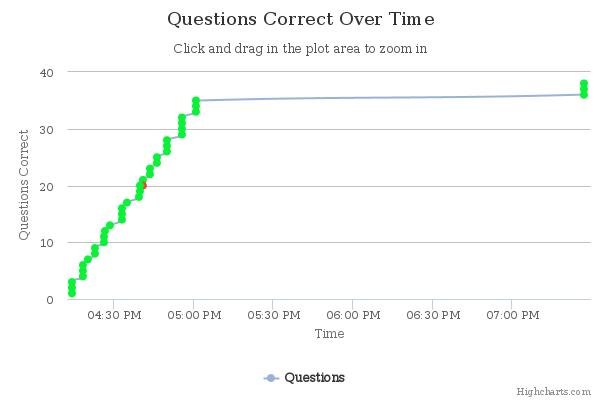 Questions Correct Over Time
Click and drag in the plot area to zoom in
Questions Correct
40
30
20
10
0
04:30 PM 05:00 PM 05:30 PM 06:00 PM 06:30 PM 07:00 PM
Time
Questions
Highcharts.com